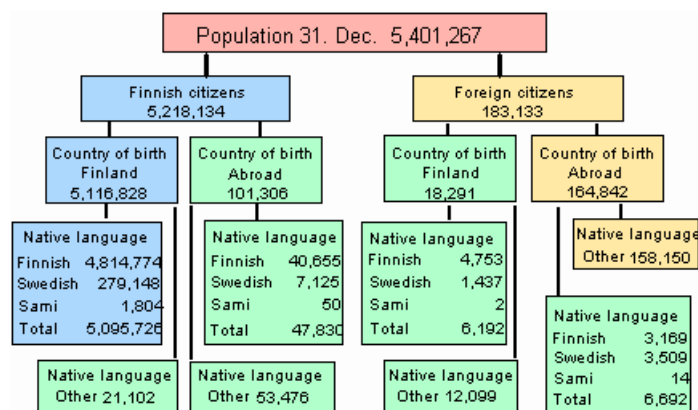 Population 31. Dec. 5,401,267
Finnish citizens
5,218,134
Foreign citizens
183,133
Country of birth
Finland
5,116,828
Country of birth
Abroad
101,306
Country of birth
Finland
18,291
Country of birth
Abroad
164,842
Native language
Finnish 4,814,774
Swedish 279,148
Sami 1,804
Total 5,095,726
Native language
Finnish 40,655
Swedish 7,125
Sami 50
Total 47,830
Native language
Finnish 4,753
Swedish 1,437
Sami 2
Total 6,192
Native language
Other 158,150
Native language
Finnish 3,169
Swedish 3,509
Sami 14
Total 6,692
Native language
Other 21,102
Native language
Other 53,476
Native language
Other 12,099